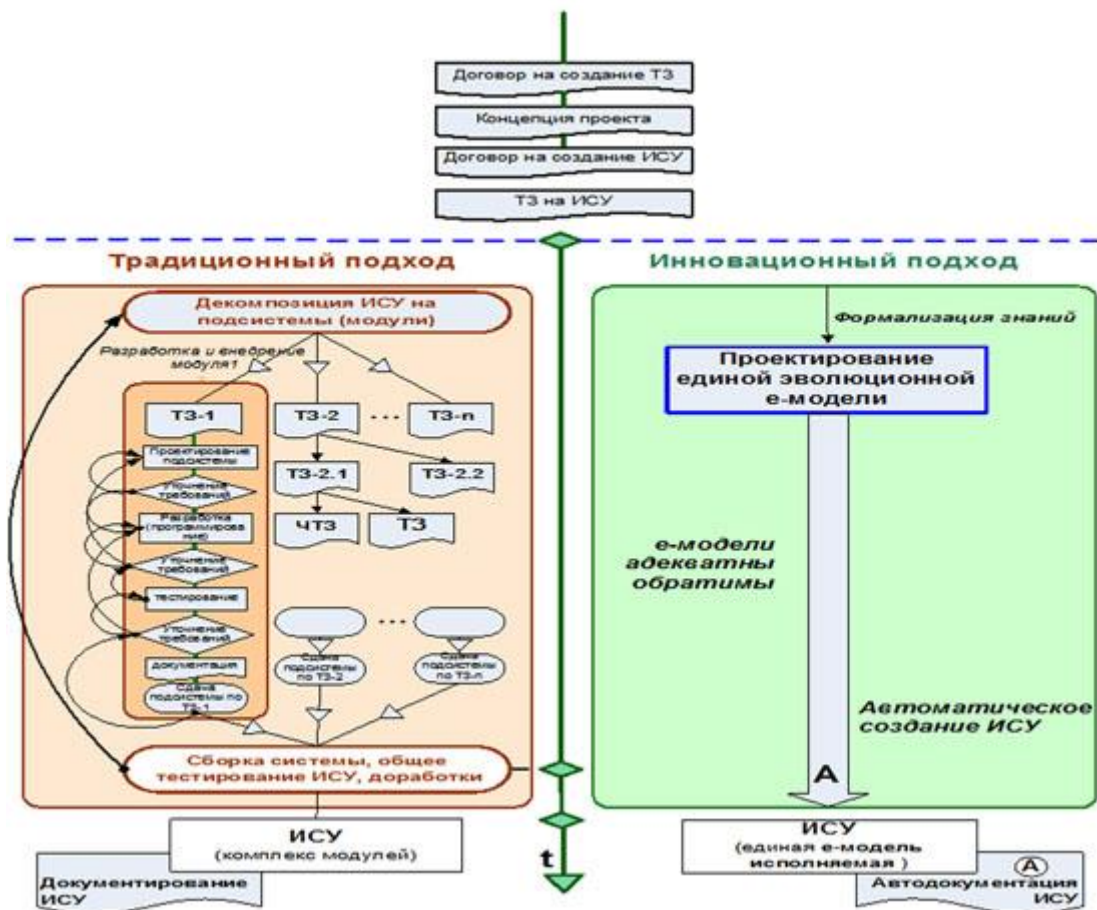 Договор на создание ТЗ
Концепция проекта
Договор на создание ИСУ
ТЗ на ИСУ
Традиционный подход
Декомпозиция ИСУ на
подсистемы (модули)
Разработка и внедрение
модуля1
ТЗ-1
ТЗ-2
...
ТЗ-n
Проектирование
подсистемы
Уточнение
требований
Разработка
(программирова
ние)
Уточнение
требований
тестирование
Уточнение
требований
документация
Сдача
подсистемы по
ТЗ-1
ТЗ-2.1
ТЗ-2.2
ЧТЗ
ТЗ
...
Сдача
подсистемы
по ТЗ-2
Сдача
подсистемы
по ТЗ-n
Сборка системы, общее
тестирование ИСУ, доработки
ИСУ
(комплекс модулей)
Документирование
ИСУ
t
Инновационный подход
Формализация знаний
Проектирование
единой эволюционной
е-модели
е-модели
адекватны
обратимы
Автоматическое
создание ИСУ
А
ИСУ
(единая е-модель
исполняемая )
А
Автодокументация
ИСУ